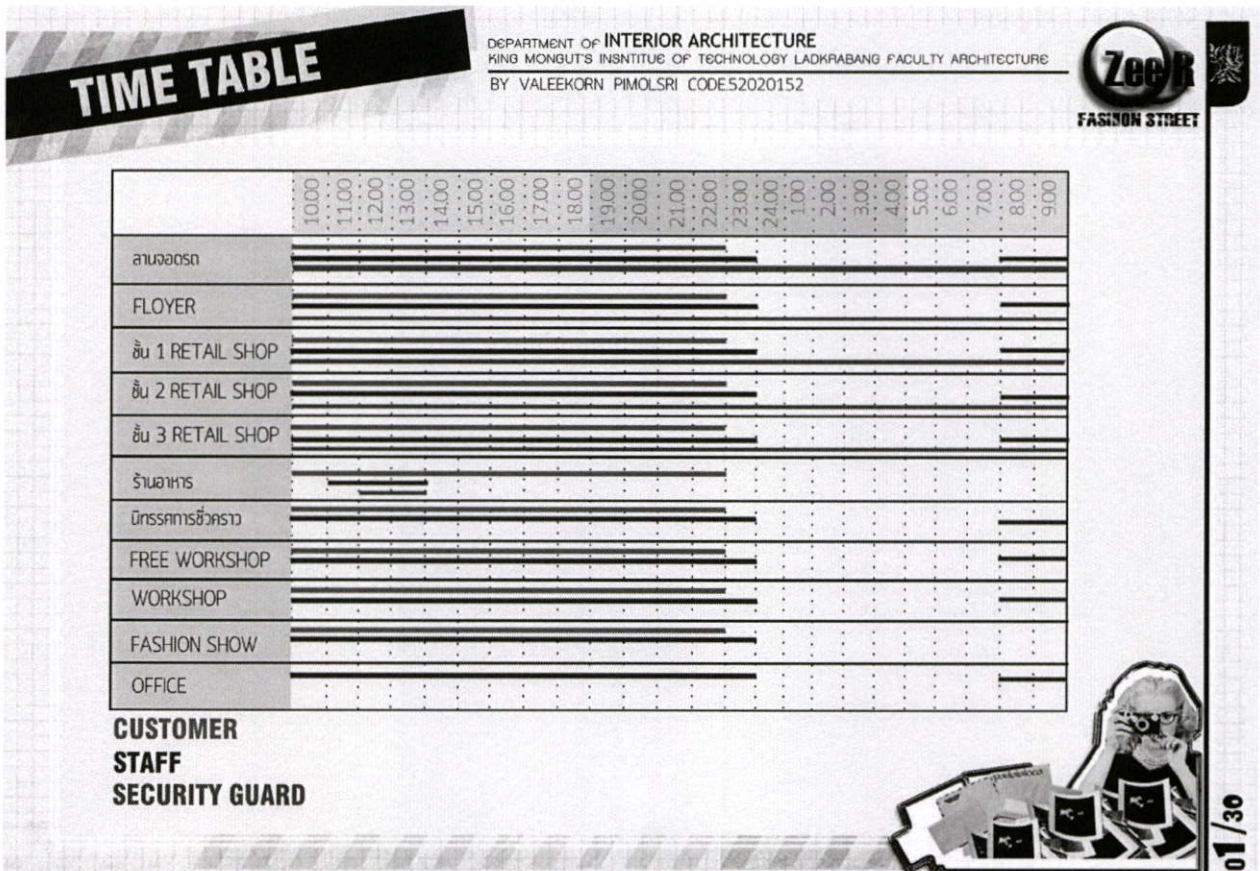 TIME TABLE
DEPARTMENT OF INTERIOR ARCHITECTURE
KING MONGUT'S INSNTITUE OF TECHNOLOGY LADKRABANG FACULTY ARCHITECTURE
BY VALEEKORN PIMOLSRI CODE.52020152
ZeeR
FASHION STREET
10.00 11.00 12.00 13.00 14.00 15.00 16.00 17.00 18.00 19.00 20.00 21.00 22.00 23.00 24.00 1.00 2.00 3.00 4.00 5.00 6.00 7.00 8.00 9.00
ลานจอดรถ
FLOYER
ชั้น 1 RETAIL SHOP
ชั้น 2 RETAIL SHOP
ชั้น 3 RETAIL SHOP
ร้านอาหาร
นิทรรศการชั่วคราว
FREE WORKSHOP
WORKSHOP
FASHION SHOW
OFFICE
CUSTOMER
STAFF
SECURITY GUARD
01/30